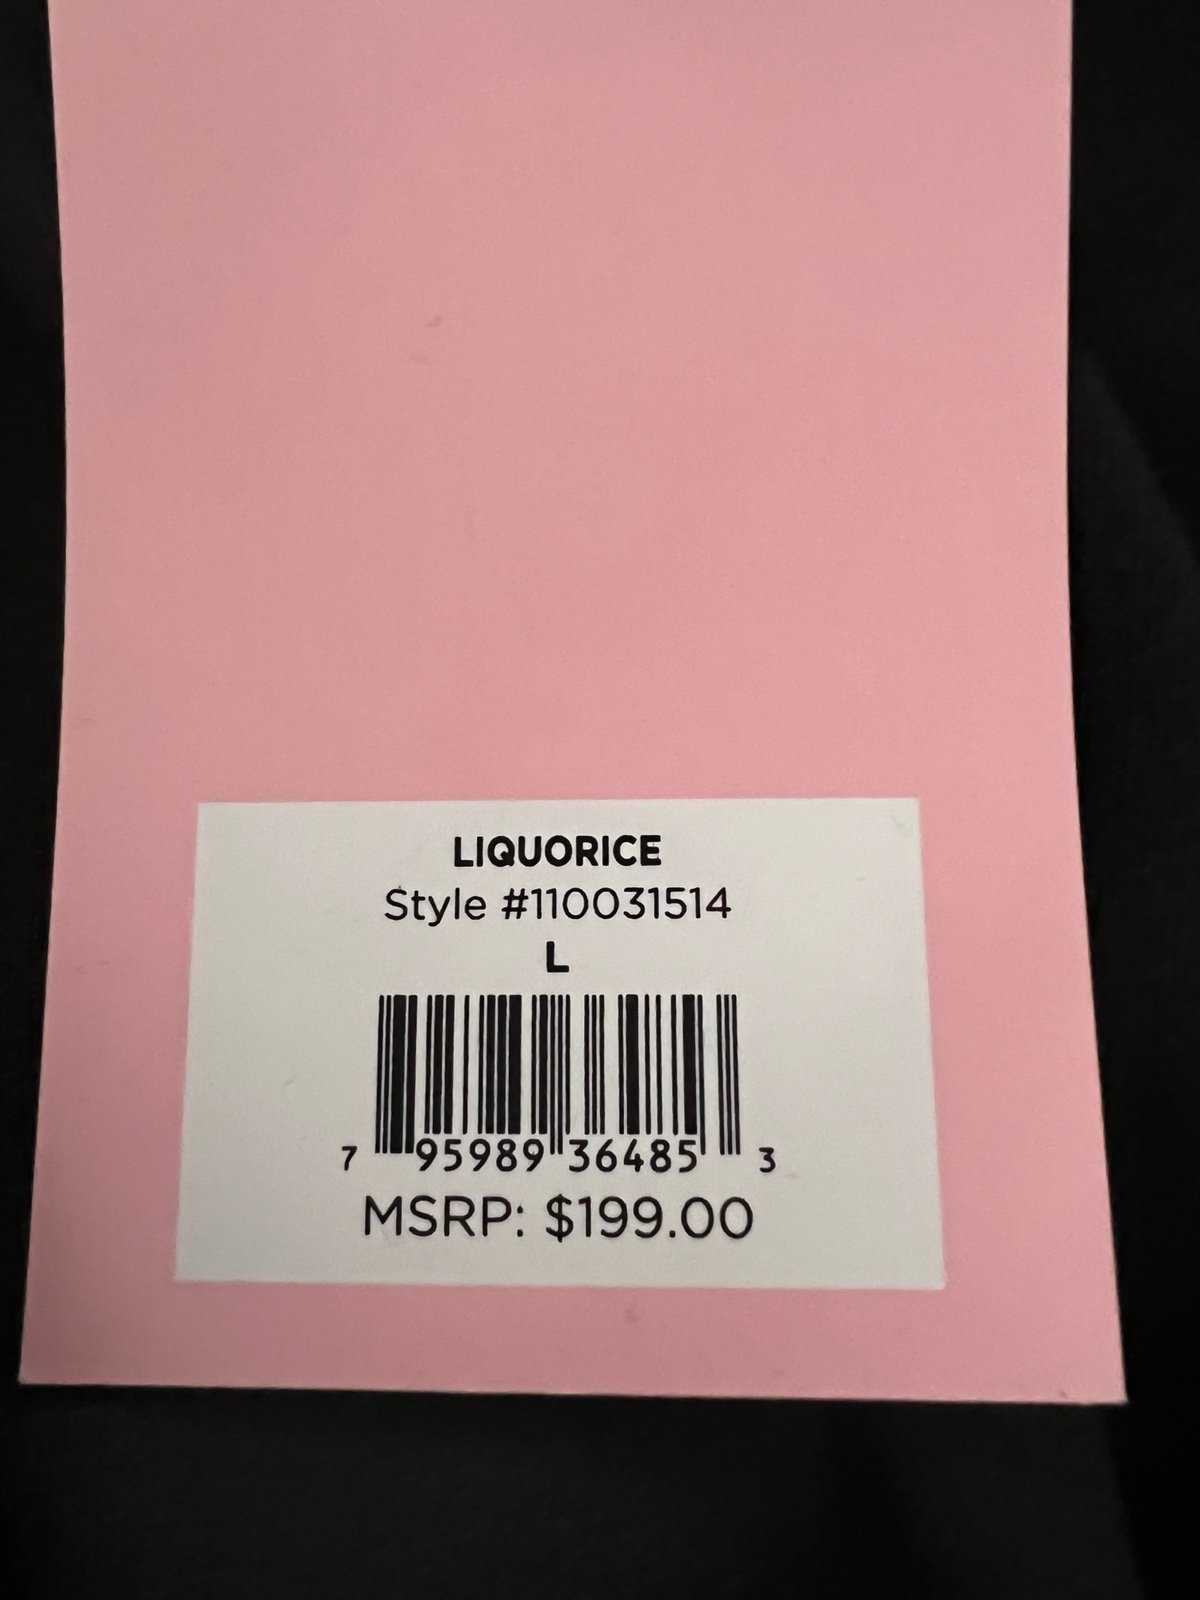 LIQUORICE
Style #110031514
L
7 95989 36485 3
MSRP: $199.00